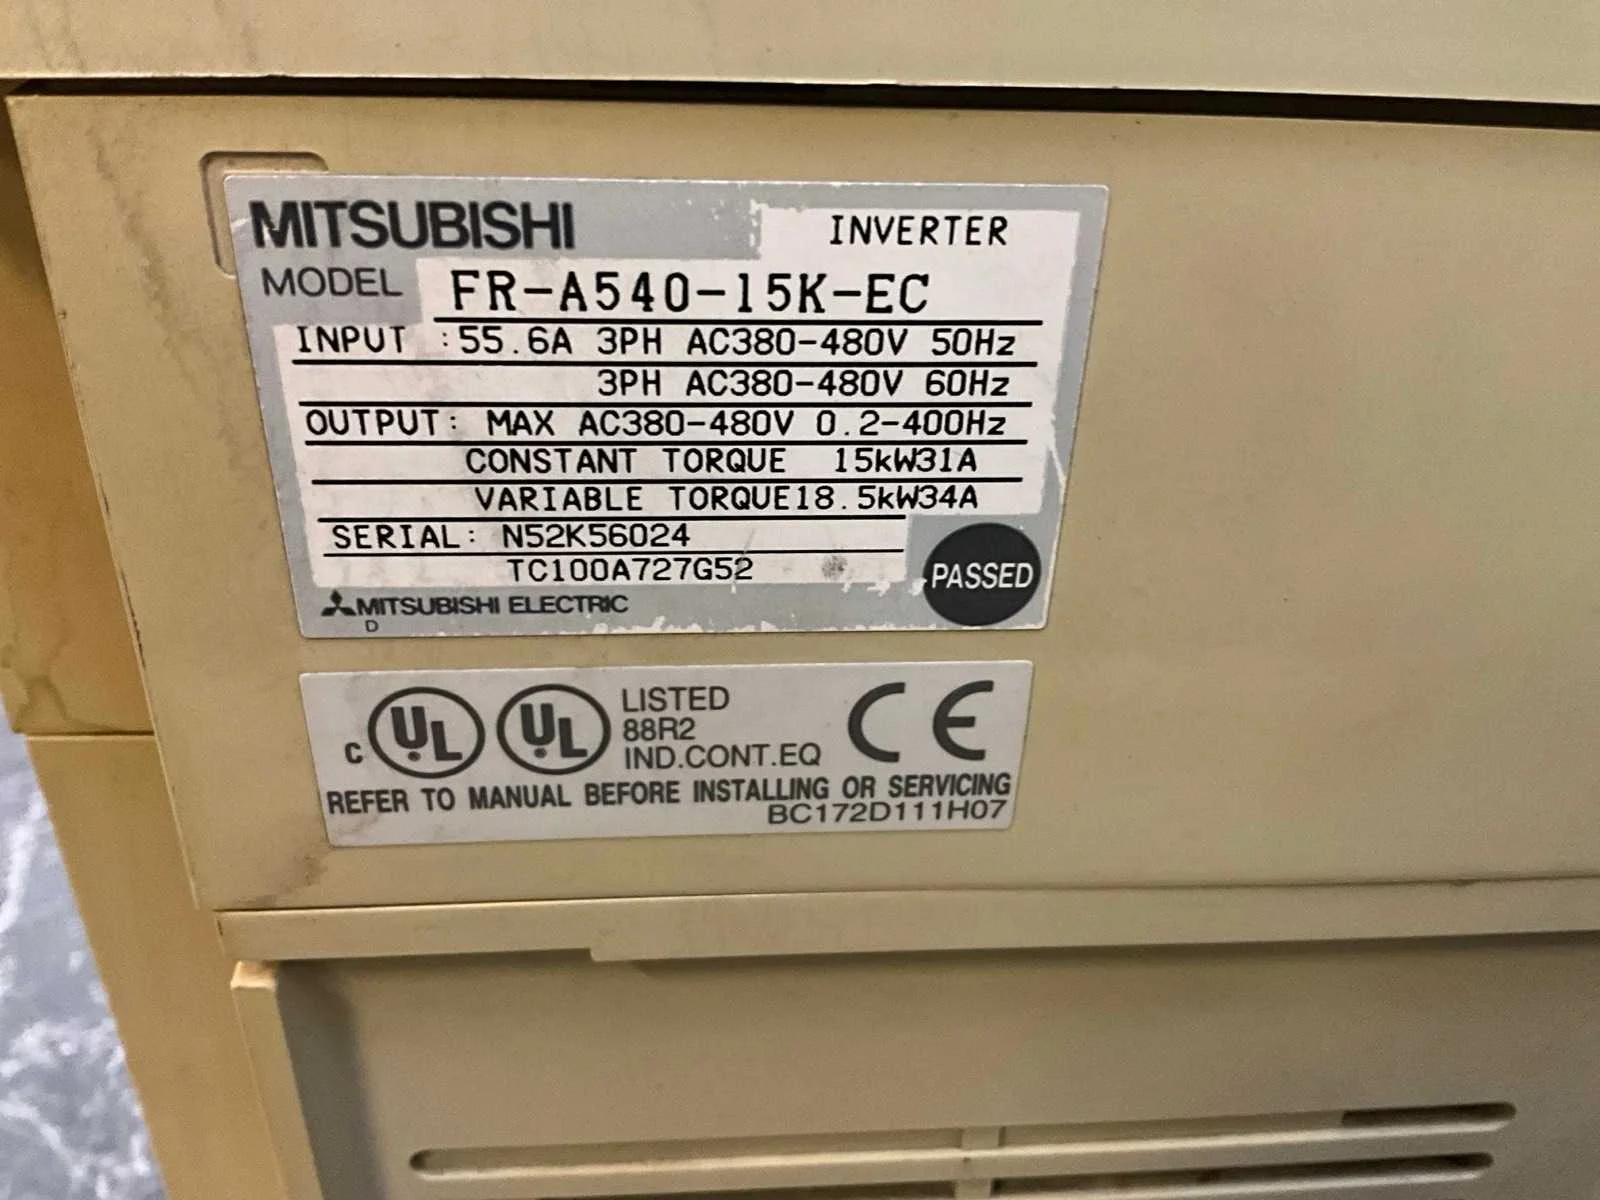 MITSUBISHI INVERTER
MODEL FR-A540-15K-EC
INPUT :55.6A 3PH AC380-480V 50Hz
3PH AC380-480V 60Hz
OUTPUT: MAX AC380-480V 0.2-400Hz
CONSTANT TORQUE 15kW31A
VARIABLE TORQUE18.5kW34A
SERIAL: N52K56024
TC100A727G52
PASSED
MITSUBISHI ELECTRIC
D
C UL UL LISTED CE
88R2
IND.CONT.EQ
REFER TO MANUAL BEFORE INSTALLING OR SERVICING
BC172D111H07